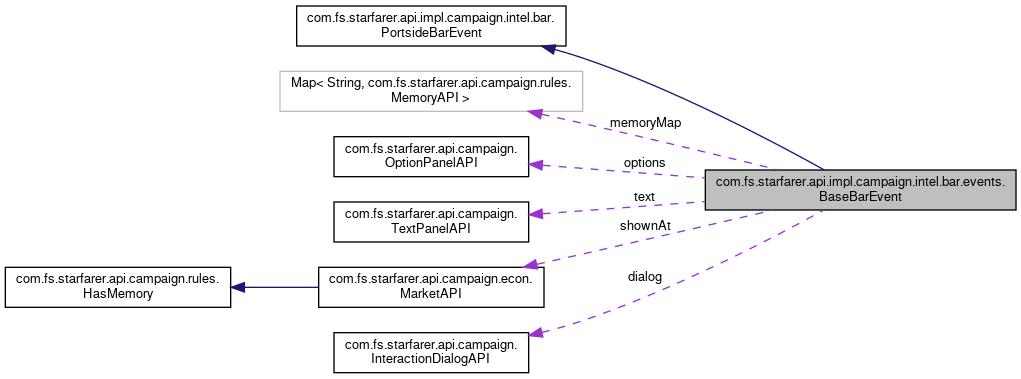 com.fs.starfarer.api.impl.campaign.intel.bar.
PortsideBarEvent
Map< String, com.fs.starfarer.api.campaign.rules.
MemoryAPI >
memoryMap
com.fs.starfarer.api.campaign.
OptionPanelAPI
options
com.fs.starfarer.api.impl.campaign.intel.bar.events.
BaseBarEvent
text
com.fs.starfarer.api.campaign.
TextPanelAPI
shownAt
com.fs.starfarer.api.campaign.rules.
HasMemory
com.fs.starfarer.api.campaign.econ.
MarketAPI
dialog
com.fs.starfarer.api.campaign.
InteractionDialogAPI